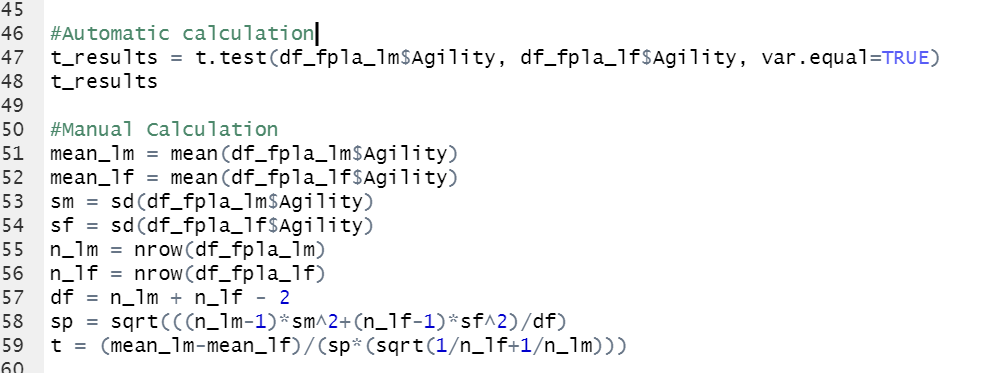 45
46 #Automatic calculation
47 t_results = t.test(df_fpla_lm$Agility, df_fpla_lf$Agility, var.equal=TRUE)
48 t_results
49
50 #Manual Calculation
51 mean_lm = mean(df_fpla_lm$Agility)
52 mean_lf = mean(df_fpla_lf$Agility)
53 sm = sd(df_fpla_lm$Agility)
54 sf = sd(df_fpla_lf$Agility)
55 n_lm = nrow(df_fpla_lm)
56 n_lf = nrow(df_fpla_lf)
57 df = n_lm + n_lf - 2
58 sp = sqrt(((n_lm-1)*sm^2+(n_lf-1)*sf^2)/df)
59 t = (mean_lm-mean_lf)/(sp*(sqrt(1/n_lf+1/n_lm)))
60